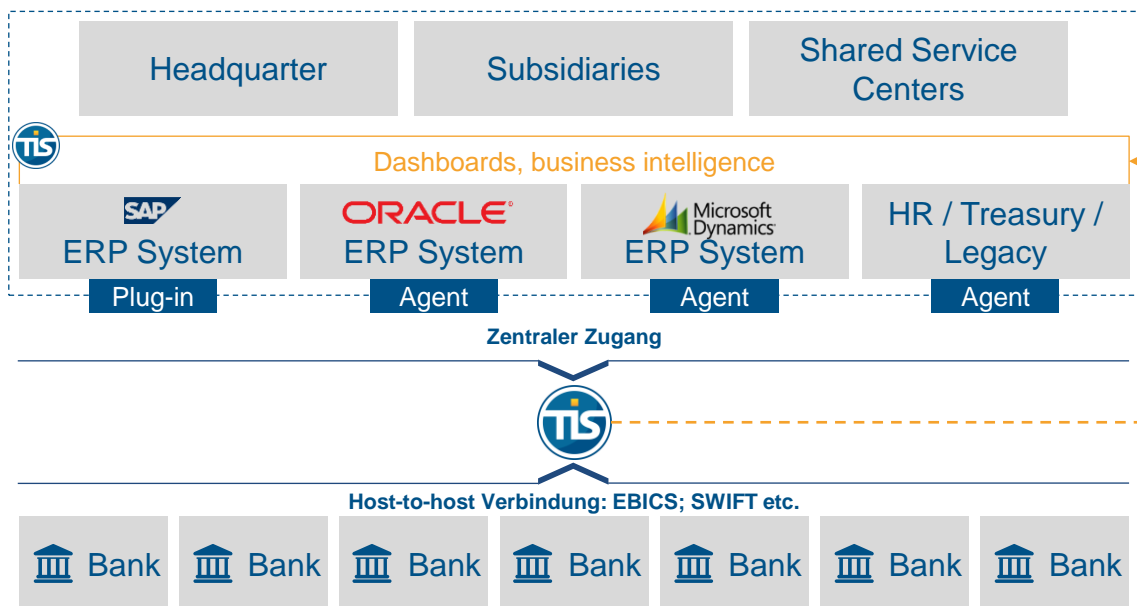 Headquarter
Subsidiaries
Shared Service
Centers
TIS
Dashboards, business intelligence
SAP
ERP System
ORACLE®
ERP System
Microsoft
Dynamics
ERP System
HR / Treasury /
Legacy
Plug-in
Agent
Agent
Agent
Zentraler Zugang
TIS
Host-to-host Verbindung: EBICS; SWIFT etc.
Bank
Bank
Bank
Bank
Bank
Bank
Bank